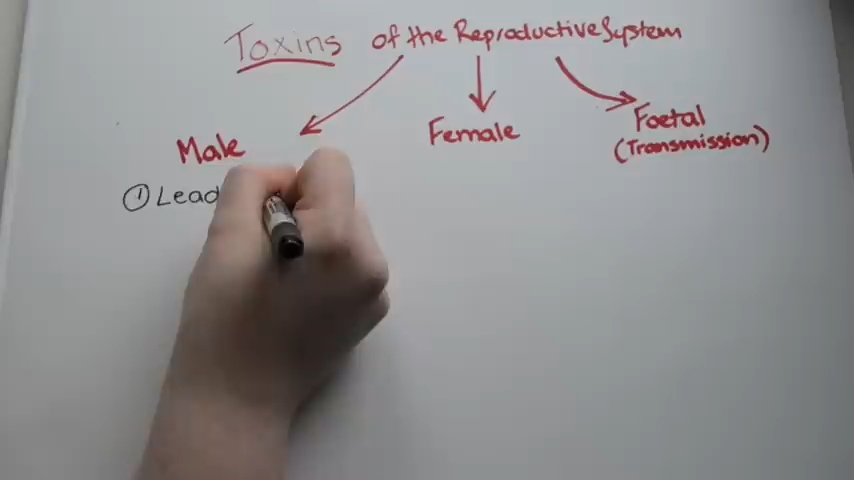 Toxins of the Reproductive System
Male
Female
Foetal
(Transmission)
① Lead